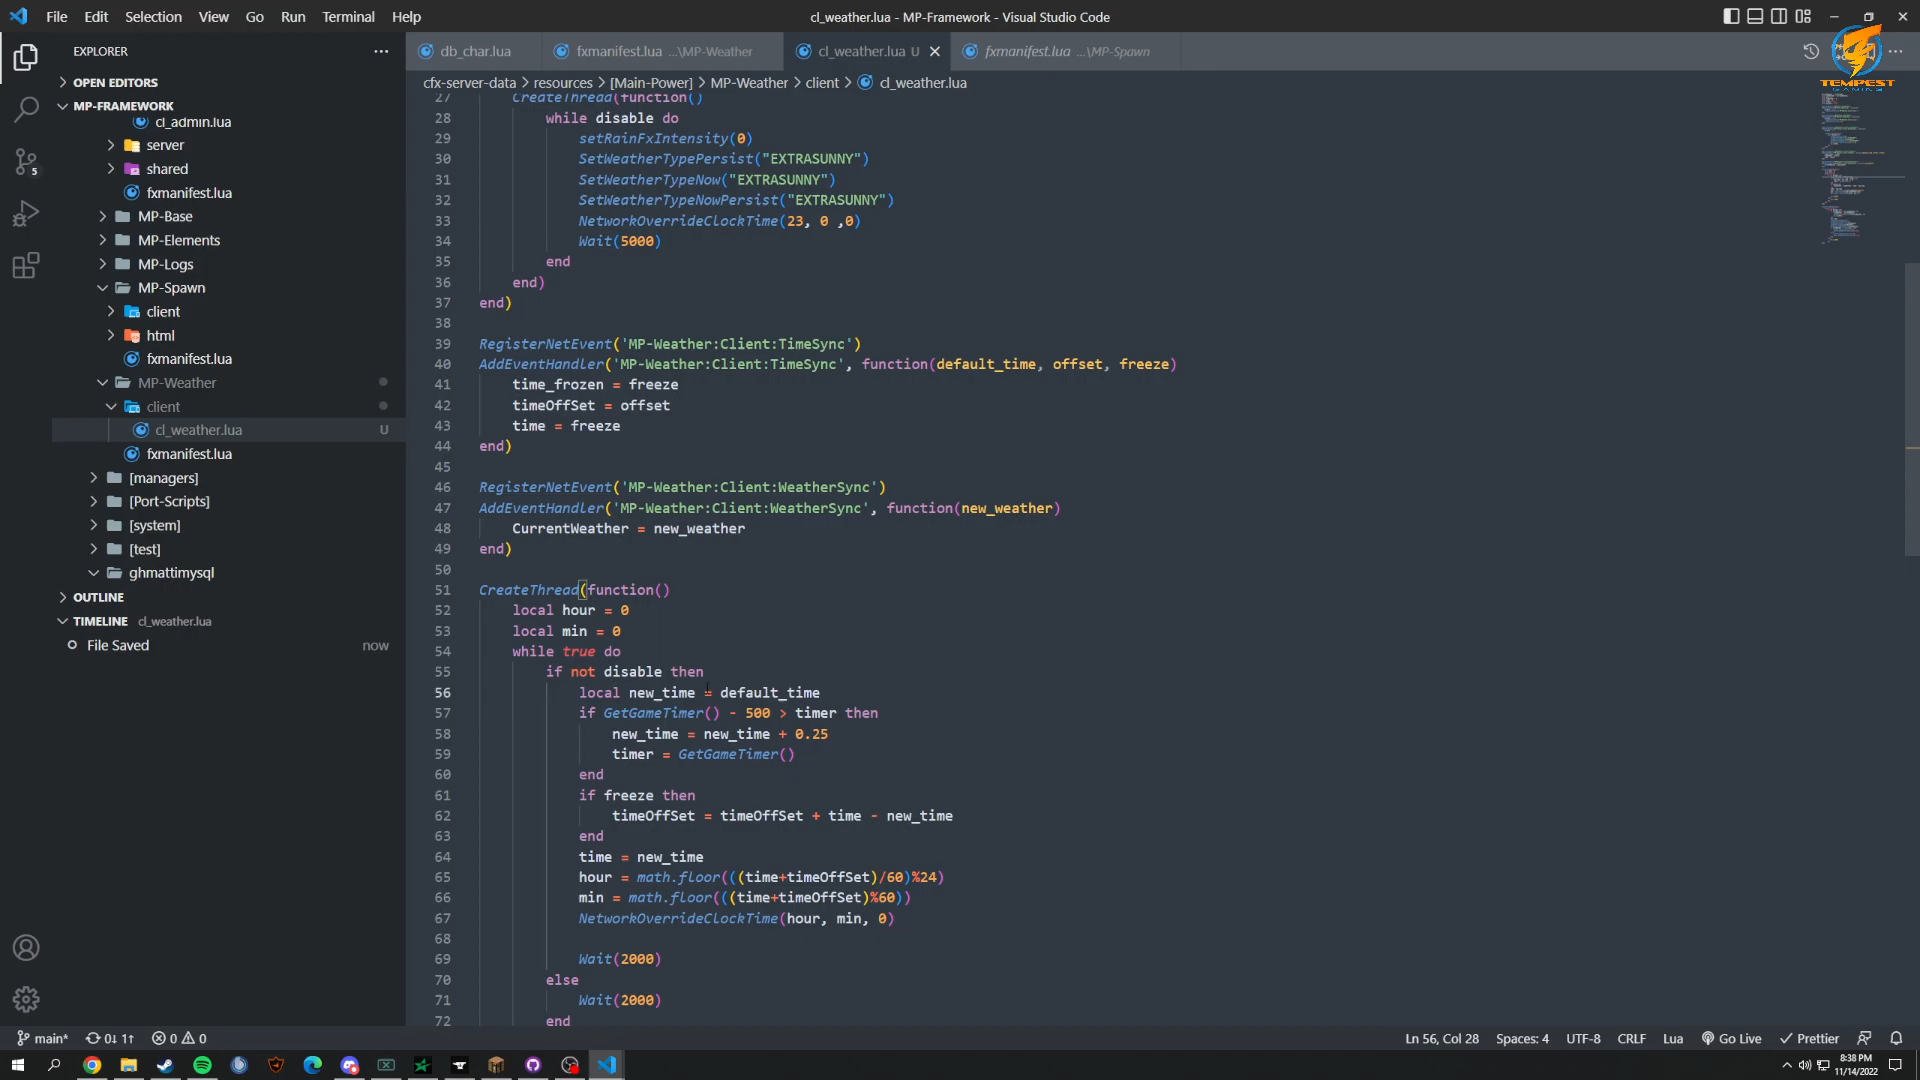 File Edit Selection View Go Run Terminal Help
cl_weather.lua - MP-Framework - Visual Studio Code
EXPLORER
OPEN EDITORS
MP-FRAMEWORK
cl_admin.lua
server
shared
fxmanifest.lua
MP-Base
MP-Elements
MP-Logs
MP-Spawn
client
html
fxmanifest.lua
MP-Weather
client
cl_weather.lua U
fxmanifest.lua
[managers]
[Port-Scripts]
[system]
[test]
ghmattimysql
OUTLINE
TIMELINE cl_weather.lua
File Saved now
5
db_char.lua fxmanifest.lua ...\MP-Weather cl_weather.lua U fxmanifest.lua ...\MP-Spawn
TEMPEST
cfx-server-data > resources > [Main-Power] > MP-Weather > client > cl_weather.lua
27 CreateThread(function()
28 while disable do
29 setRainFxIntensity(0)
30 SetWeatherTypePersist("EXTRASUNNY")
31 SetWeatherTypeNow("EXTRASUNNY")
32 SetWeatherTypeNowPersist("EXTRASUNNY")
33 NetworkOverrideClockTime(23, 0 ,0)
34 Wait(5000)
35 end
36 end)
37 end)
38
39 RegisterNetEvent('MP-Weather:Client:TimeSync')
40 AddEventHandler('MP-Weather:Client:TimeSync', function(default_time, offset, freeze)
41 time_frozen = freeze
42 timeOffSet = offset
43 time = freeze
44 end)
45
46 RegisterNetEvent('MP-Weather:Client:WeatherSync')
47 AddEventHandler('MP-Weather:Client:WeatherSync', function(new_weather)
48 CurrentWeather = new_weather
49 end)
50
51 CreateThread(function()
52 local hour = 0
53 local min = 0
54 while true do
55 if not disable then
56 local new_time = default_time
57 if GetGameTimer() - 500 > timer then
58 new_time = new_time + 0.25
59 timer = GetGameTimer()
60 end
61 if freeze then
62 timeOffSet = timeOffSet + time - new_time
63 end
64 time = new_time
65 hour = math.floor(((time+timeOffSet)/60)%24)
66 min = math.floor(((time+timeOffSet)%60))
67 NetworkOverrideClockTime(hour, min, 0)
68
69 Wait(2000)
70 else
71 Wait(2000)
72 end
main* 0↓ 1↑ 0 0 Ln 56, Col 28 Spaces: 4 UTF-8 CRLF Lua Go Live Prettier
8:38 PM
11/14/2022